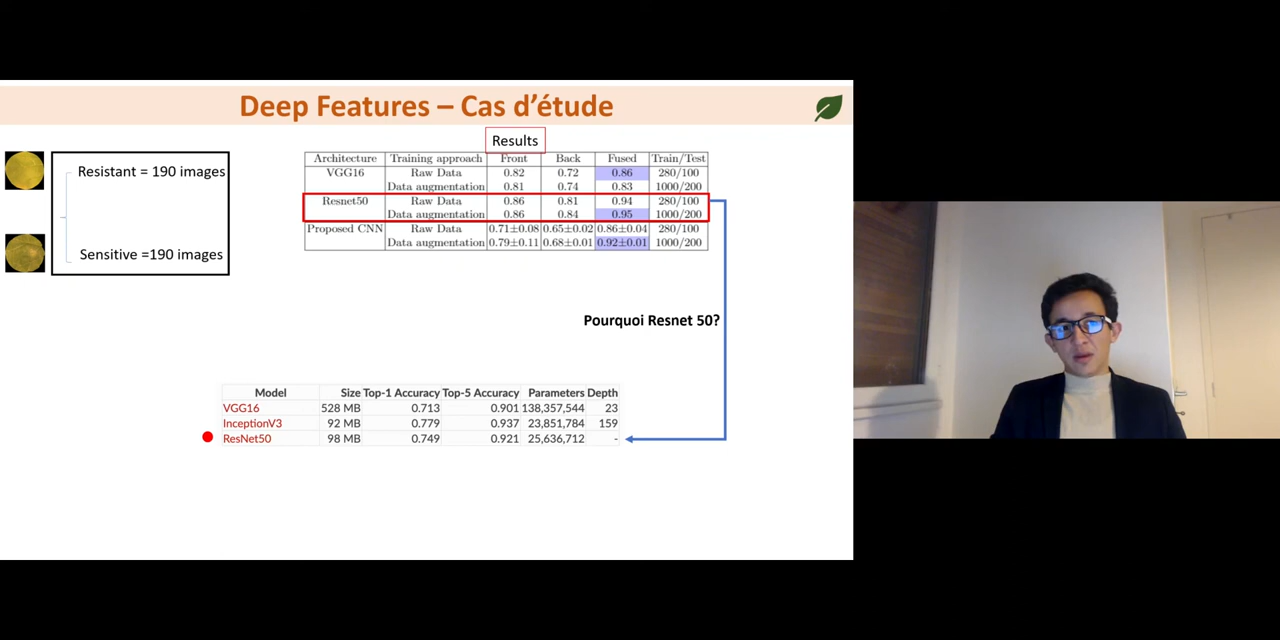 Deep Features – Cas d'étude
Resistant = 190 images
Sensitive =190 images
Results
Architecture Training approach Front Back Fused Train/Test
VGG16 Raw Data 0.82 0.72 0.86 280/100
Data augmentation 0.81 0.74 0.83 1000/200
Resnet50 Raw Data 0.86 0.81 0.94 280/100
Data augmentation 0.86 0.84 0.95 1000/200
Proposed CNN Raw Data 0.71±0.08 0.65±0.02 0.86±0.04 280/100
Data augmentation 0.79±0.11 0.68±0.01 0.92±0.01 1000/200
Pourquoi Resnet 50?
Model Size Top-1 Accuracy Top-5 Accuracy Parameters Depth
VGG16 528 MB 0.713 0.901 138,357,544 23
InceptionV3 92 MB 0.779 0.937 23,851,784 159
ResNet50 98 MB 0.749 0.921 25,636,712 -